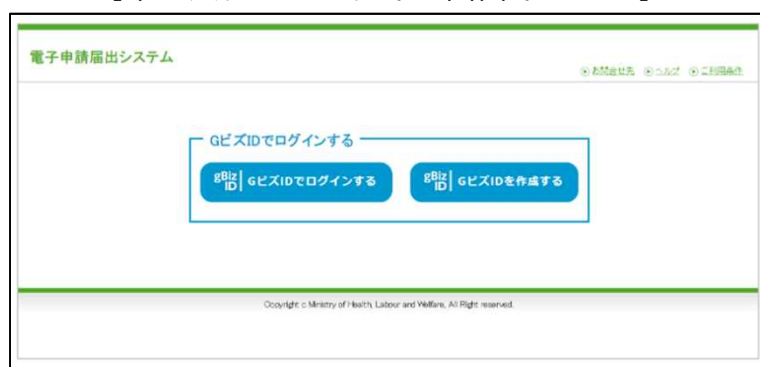 電子申請届出システム
お問合せ先 ヘルプ ご利用条件
GビズIDでログインする
gBiz ID GビズIDでログインする
gBiz ID GビズIDを作成する
Copyright c Ministry of Health, Labour and Welfare, All Right reserved.